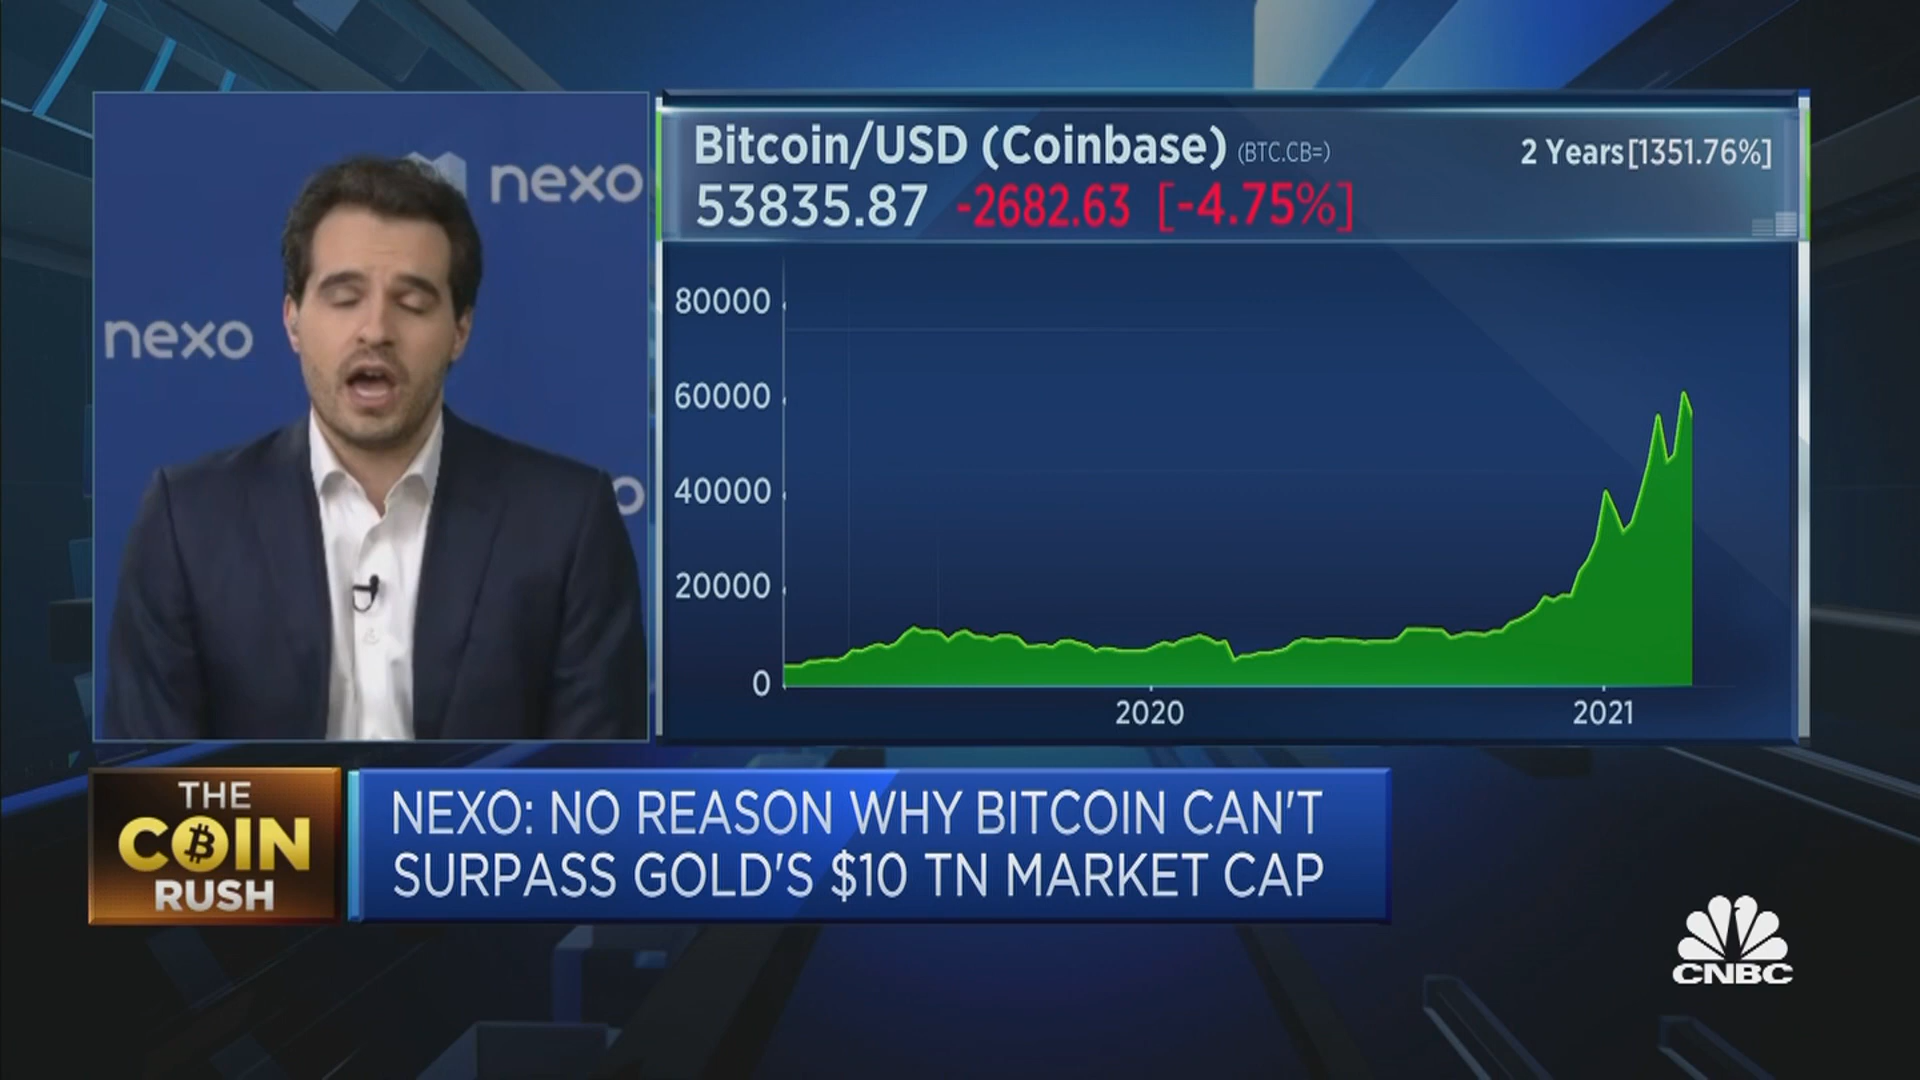 nexo
nexo
o
Bitcoin/USD (Coinbase) (BTC.CB=)
2 Years[1351.76%]
53835.87 -2682.63 [-4.75%]
80000
60000
40000
20000
0
2020
2021
THE
COIN
RUSH
NEXO: NO REASON WHY BITCOIN CAN'T
SURPASS GOLD'S $10 TN MARKET CAP
CNBC